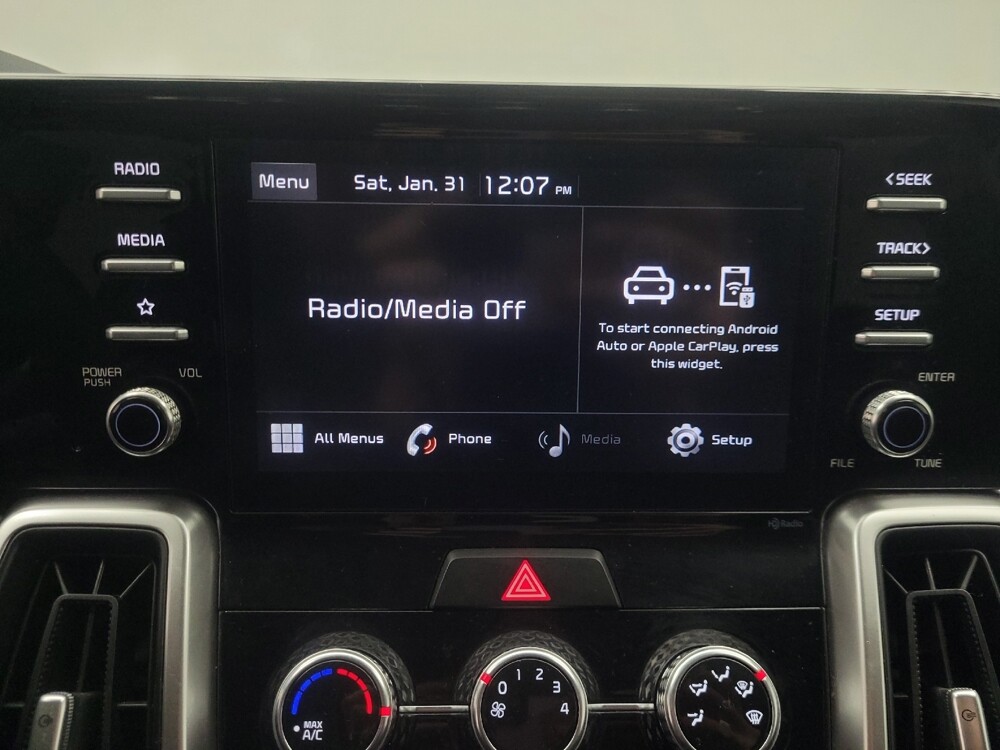 RADIO
MEDIA
POWER
PUSH
VOL
Menu
Sat, Jan. 31
12:07 PM
Radio/Media Off
To start connecting Android
Auto or Apple CarPlay, press
this widget.
All Menus
Phone
Media
Setup
<SEEK
TRACK>
SETUP
ENTER
FILE
TUNE
HD Radio
MAX
A/C
0 1 2 3 4